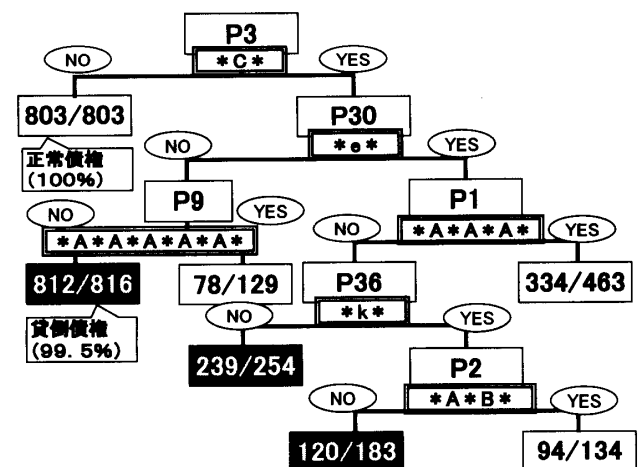 P3
NO
*C*
YES
803/803
正常債権
(100%)
P30
NO
*e*
YES
P9
NO
YES
*A*A*A*A*A*
P1
NO
*A*A*A*
YES
812/816
貸倒債権
(99.5%)
78/129
P36
334/463
NO
*k*
YES
239/254
P2
NO
*A*B*
YES
120/183
94/134